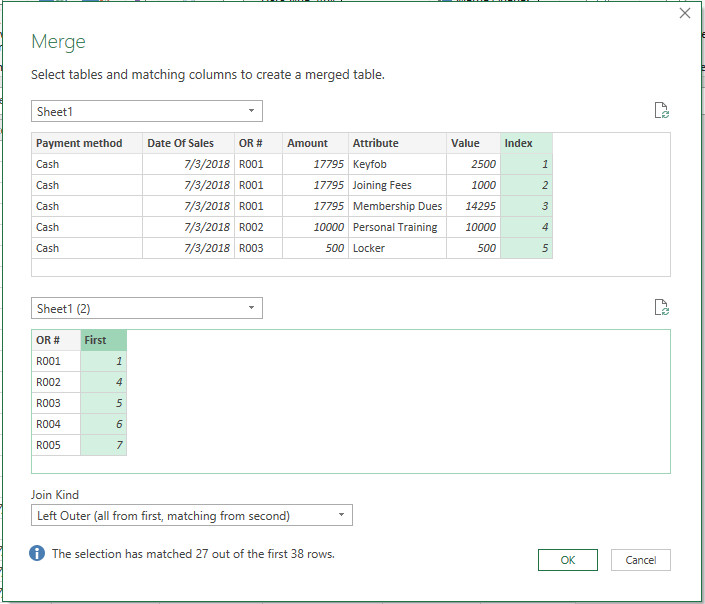 Merge
Select tables and matching columns to create a merged table.
Sheet1
Payment method Date Of Sales OR # Amount Attribute Value Index
Cash 7/3/2018 R001 17795 Keyfob 2500 1
Cash 7/3/2018 R001 17795 Joining Fees 1000 2
Cash 7/3/2018 R001 17795 Membership Dues 14295 3
Cash 7/3/2018 R002 10000 Personal Training 10000 4
Cash 7/3/2018 R003 500 Locker 500 5
Sheet1 (2)
OR # First
R001 1
R002 4
R003 5
R004 6
R005 7
Join Kind
Left Outer (all from first, matching from second)
The selection has matched 27 out of the first 38 rows.
OK Cancel